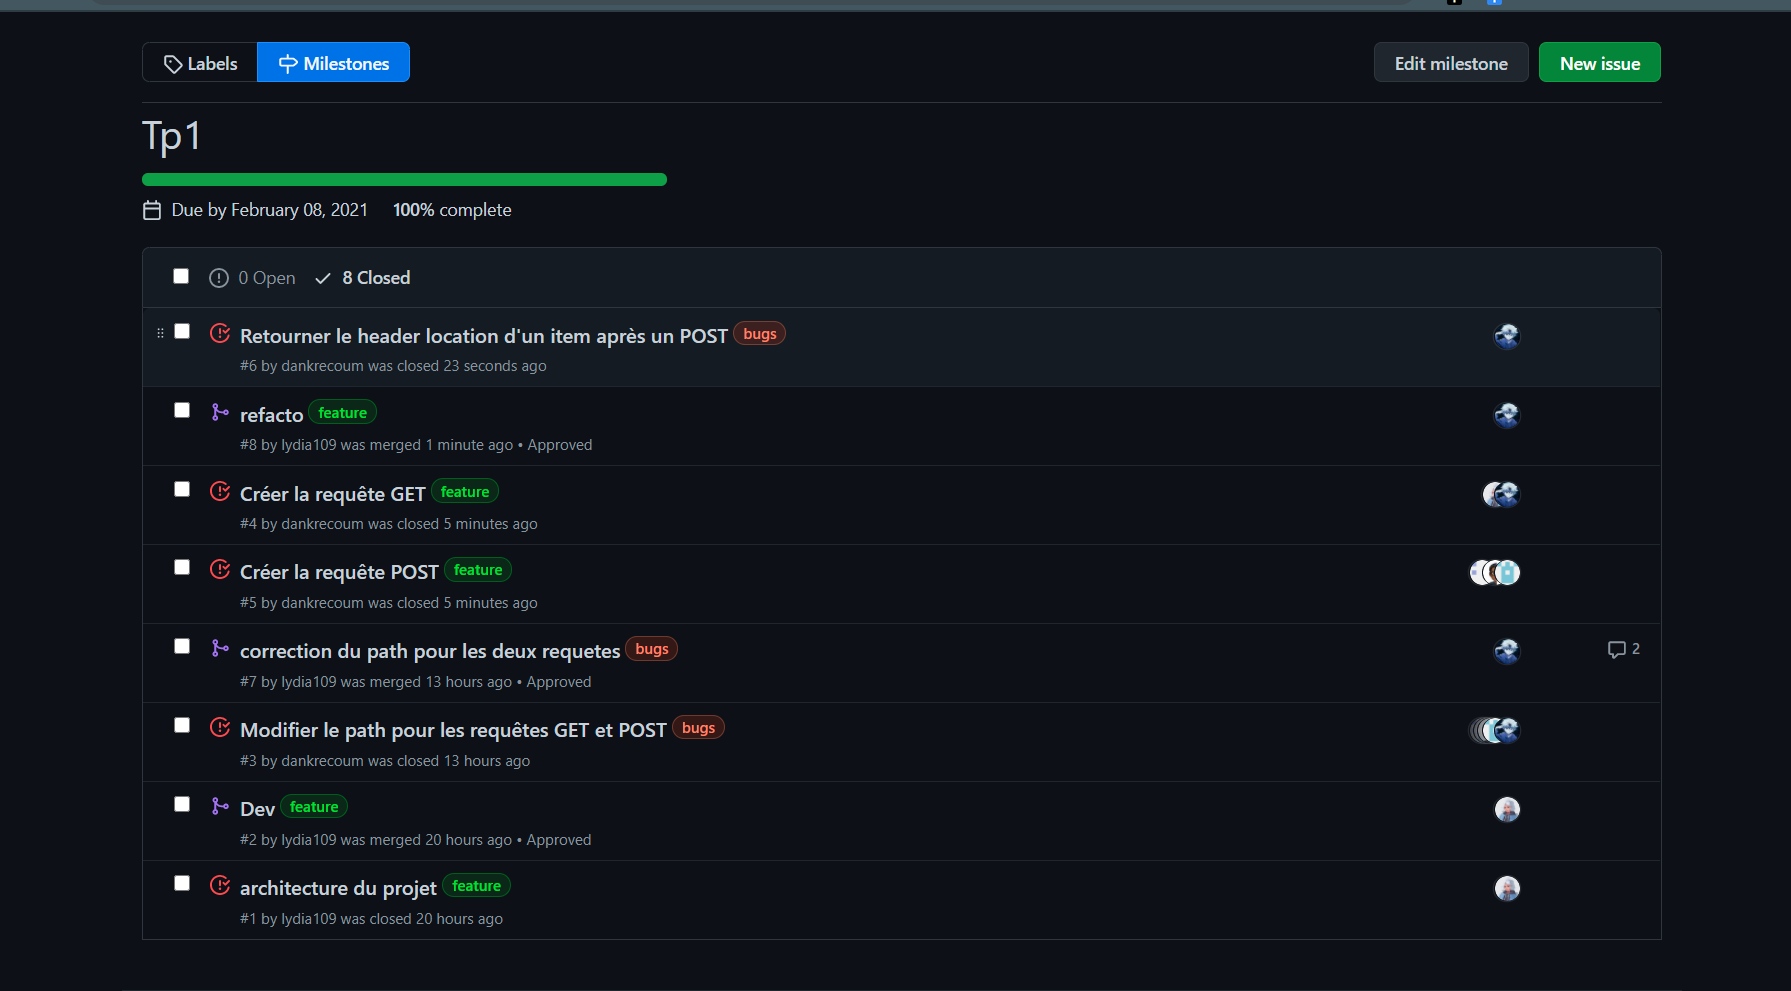 Labels Milestones Edit milestone New issue
Tp1
Due by February 08, 2021 100% complete
0 Open 8 Closed
Retourner le header location d'un item après un POST bugs
#6 by dankrecoum was closed 23 seconds ago
refacto feature
#8 by lydia109 was merged 1 minute ago • Approved
Créer la requête GET feature
#4 by dankrecoum was closed 5 minutes ago
Créer la requête POST feature
#5 by dankrecoum was closed 5 minutes ago
correction du path pour les deux requetes bugs 2
#7 by lydia109 was merged 13 hours ago • Approved
Modifier le path pour les requêtes GET et POST bugs
#3 by dankrecoum was closed 13 hours ago
Dev feature
#2 by lydia109 was merged 20 hours ago • Approved
architecture du projet feature
#1 by lydia109 was closed 20 hours ago